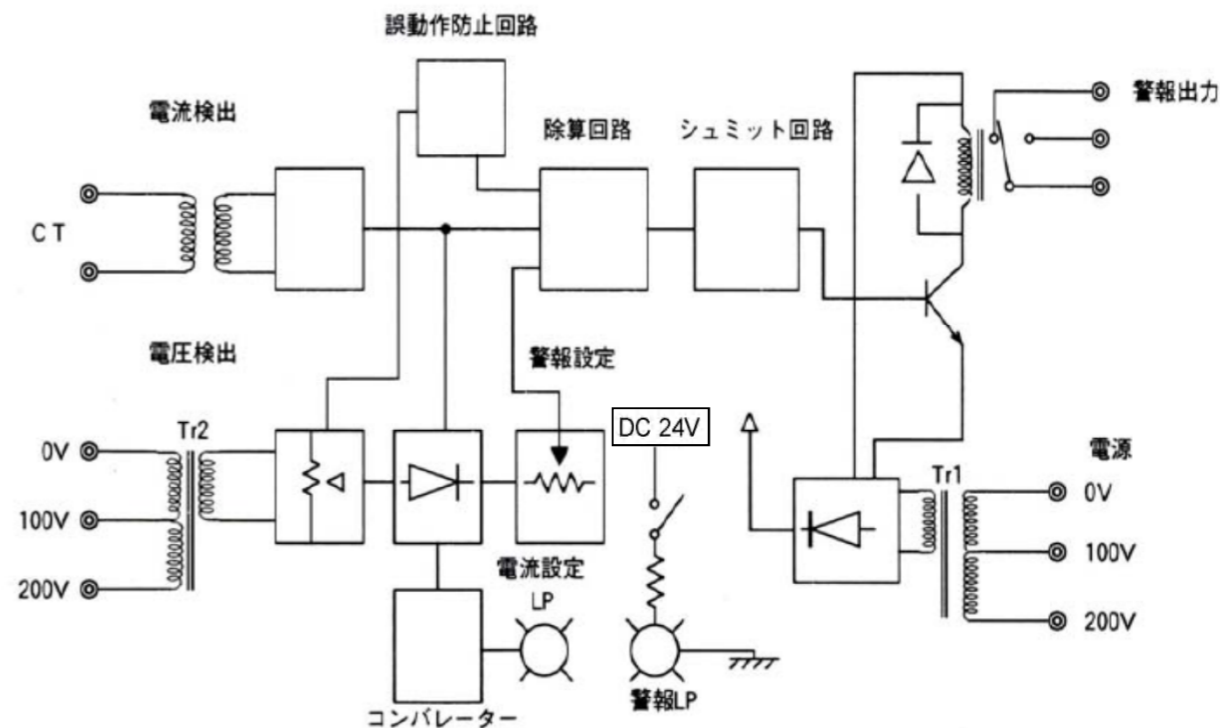 誤動作防止回路
電流検出
除算回路
シュミット回路
警報出力
CT
電圧検出
警報設定
DC 24V
電源
Tr2
Tr1
0V
100V
200V
0V
100V
200V
電流設定
LP
警報LP
コンバレーター